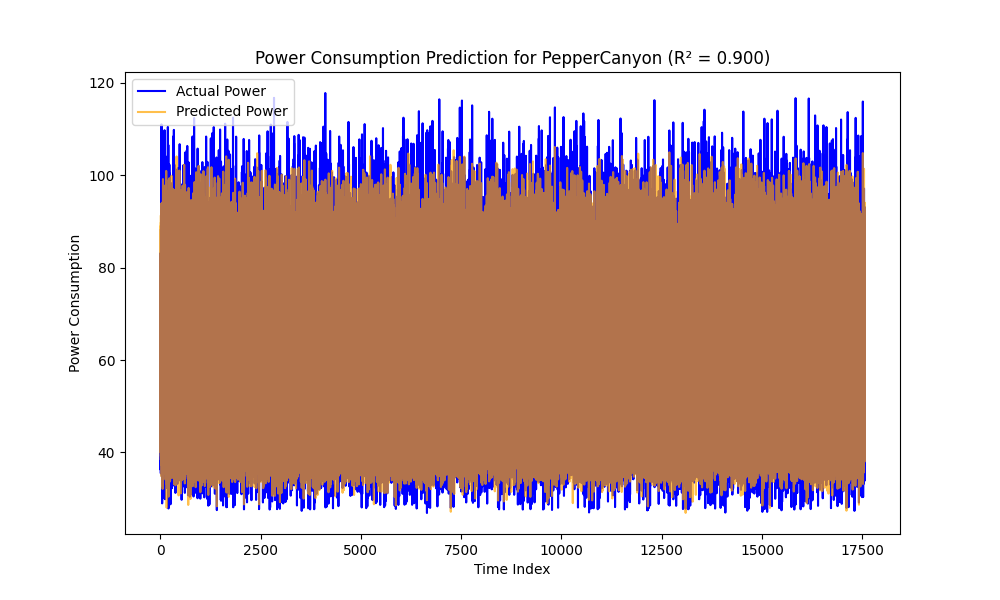 Power Consumption Prediction for PepperCanyon (R² = 0.900)
Actual Power
Predicted Power
Power Consumption
120
100
80
60
40
0 2500 5000 7500 10000 12500 15000 17500
Time Index